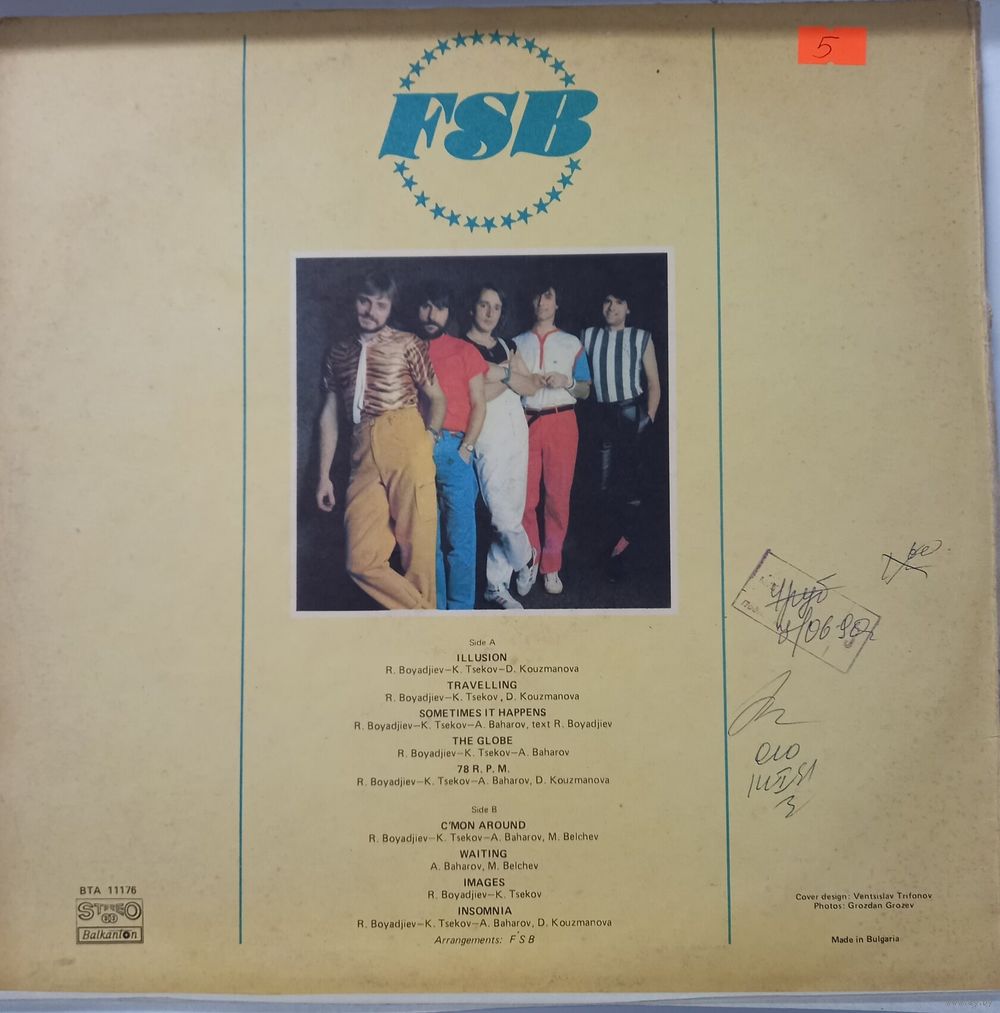 5
FSB
Side A
ILLUSION
R. Boyadjiev—K. Tsekov—D. Kouzmanova
TRAVELLING
R. Boyadjiev—K. Tsekov, D. Kouzmanova
SOMETIMES IT HAPPENS
R. Boyadjiev—K. Tsekov—A. Baharov, text R. Boyadjiev
THE GLOBE
R. Boyadjiev—K. Tsekov—A. Baharov
78 R. P. M.
R. Boyadjiev—K. Tsekov—A. Baharov, D. Kouzmanova
Side B
C'MON AROUND
R. Boyadjiev—K. Tsekov—A. Baharov, M. Belchev
WAITING
A. Baharov, M. Belchev
IMAGES
R. Boyadjiev—K. Tsekov
INSOMNIA
R. Boyadjiev—K. Tsekov—A. Baharov, D. Kouzmanova
Arrangements: F S B
BTA 11176
STEREO
Balkanton
Cover design: Ventsislav Trifonov
Photos: Grozdan Grozev
Made in Bulgaria